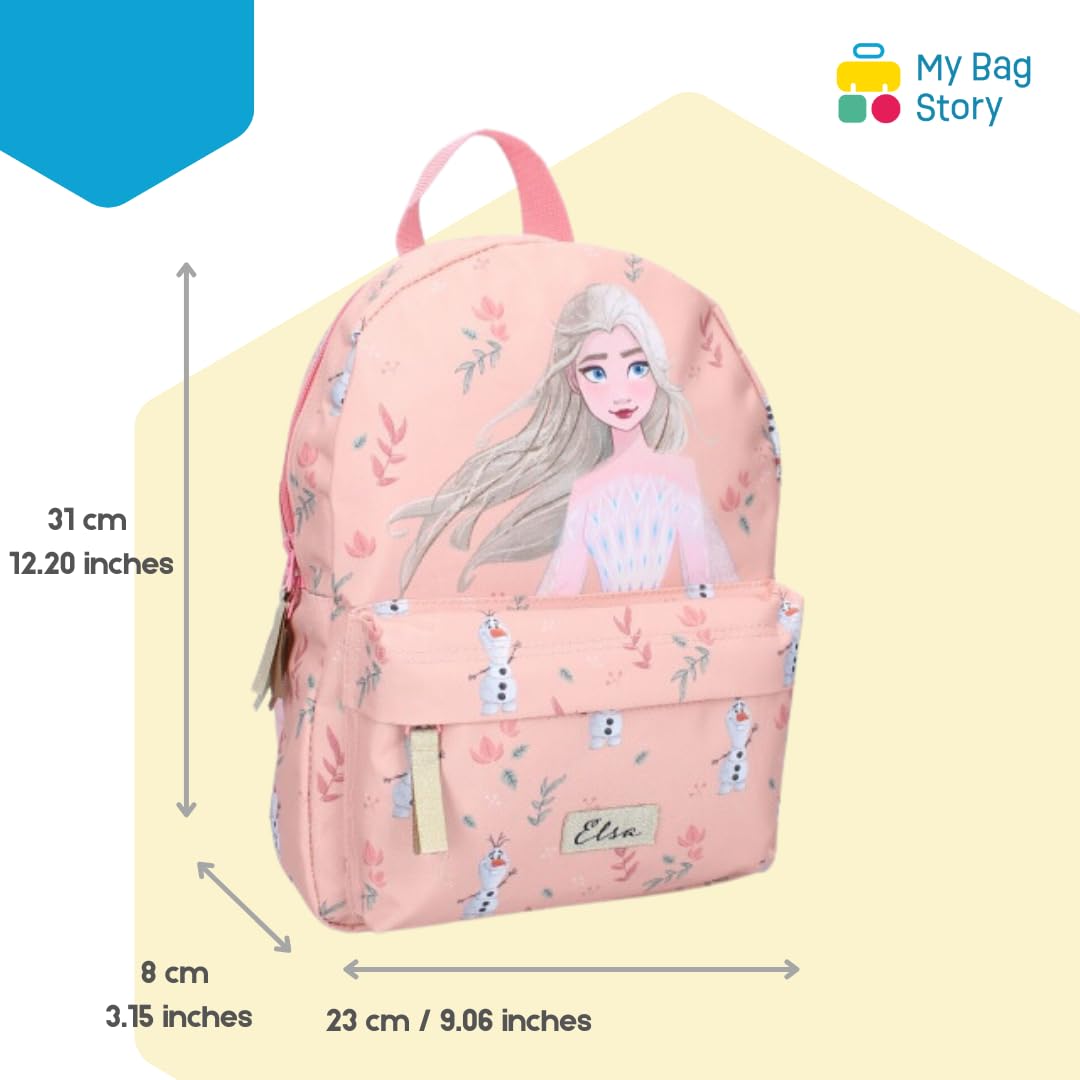 My Bag
Story
31 cm
12.20 inches
Elsa
8 cm
3.15 inches
23 cm / 9.06 inches